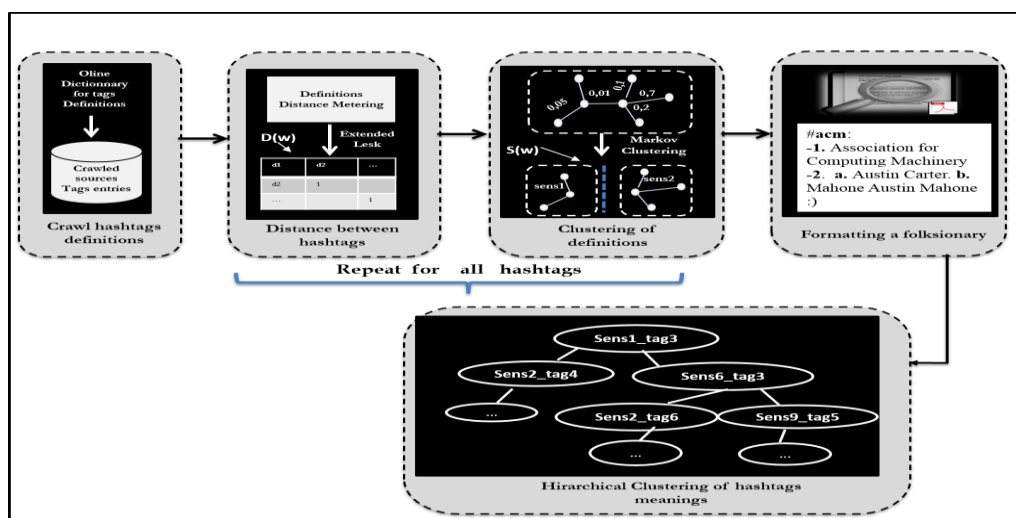 Oline
Dictionnary
for tags
Definitions
Crawled
sources
Tags entries
Crawl hashtags
definitions
Definitions
Distance Metering
D(w)
Extended
Lesk
d1 d2 ...
d2 1
... 1
Distance between
hashtags
0,05
0,01
0,1
0,7
0,2
Markov
Clustering
S(w)
sens1
sens2
Clustering of
definitions
#acm:
-1. Association for
Computing Machinery
-2. a. Austin Carter. b.
Mahone Austin Mahone
:)
Formatting a folksionary
Repeat for all hashtags
Sens1_tag3
Sens2_tag4
Sens6_tag3
...
Sens2_tag6
Sens9_tag5
...
...
Hirarchical Clustering of hashtags
meanings